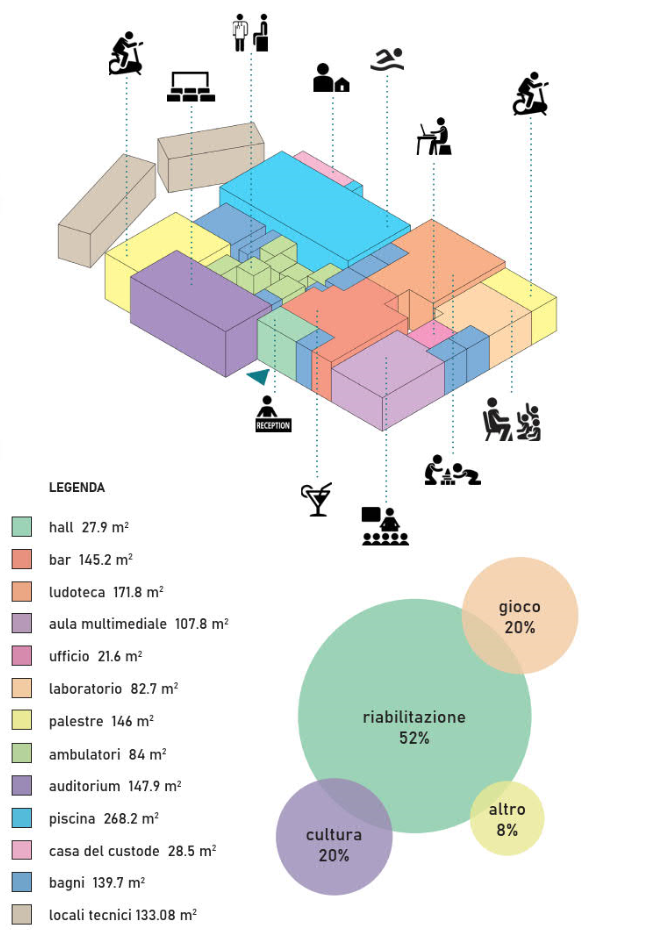 RECEPTION
LEGENDA
hall 27.9 m²
bar 145.2 m²
ludoteca 171.8 m²
aula multimediale 107.8 m²
ufficio 21.6 m²
laboratorio 82.7 m²
palestre 146 m²
ambulatori 84 m²
auditorium 147.9 m²
piscina 268.2 m²
casa del custode 28.5 m²
bagni 139.7 m²
locali tecnici 133.08 m²
gioco
20%
riabilitazione
52%
altro
8%
cultura
20%